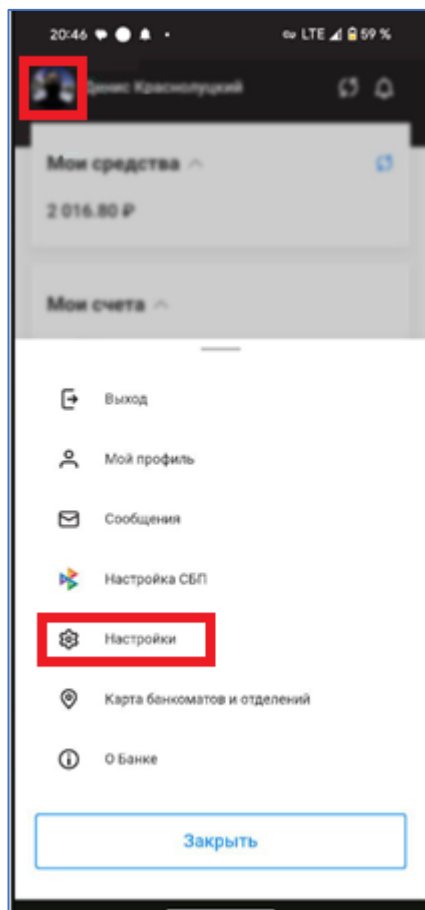 20:46
LTE 59 %
Денис Краснолуцкий
Мои средства
2 016.80 ₽
Мои счета
Выход
Мой профиль
Сообщения
Настройка СБП
Настройки
Карта банкоматов и отделений
О Банке
Закрыть